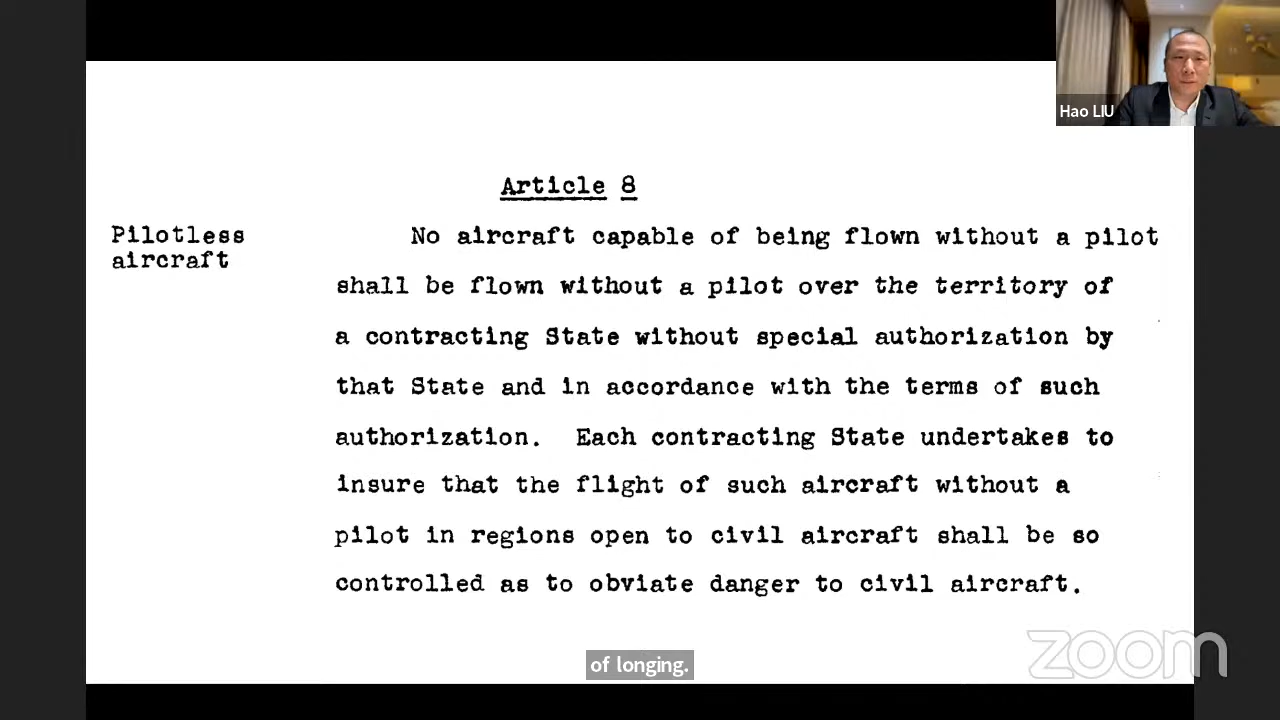 Hao LIU
Article 8
Pilotless
aircraft
No aircraft capable of being flown without a pilot
shall be flown without a pilot over the territory of
a contracting State without special authorization by
that State and in accordance with the terms of such
authorization. Each contracting State undertakes to
insure that the flight of such aircraft without a
pilot in regions open to civil aircraft shall be so
controlled as to obviate danger to civil aircraft.
zoom
of longing.